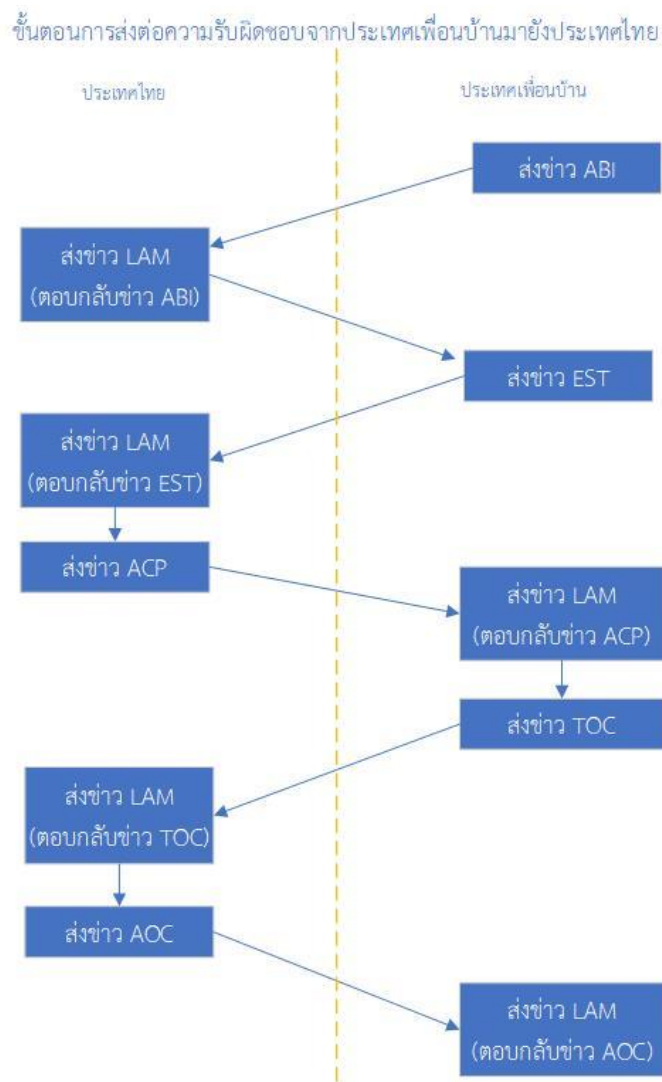 ขั้นตอนการส่งต่อความรับผิดชอบจากประเทศเพื่อนบ้านมายังประเทศไทย
ประเทศไทย
ประเทศเพื่อนบ้าน
ส่งข่าว ABI
ส่งข่าว LAM
(ตอบกลับข่าว ABI)
ส่งข่าว EST
ส่งข่าว LAM
(ตอบกลับข่าว EST)
ส่งข่าว ACP
ส่งข่าว LAM
(ตอบกลับข่าว ACP)
ส่งข่าว TOC
ส่งข่าว LAM
(ตอบกลับข่าว TOC)
ส่งข่าว AOC
ส่งข่าว LAM
(ตอบกลับข่าว AOC)